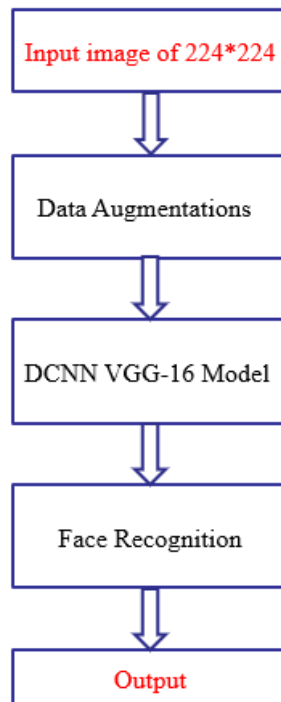 Input image of 224*224
Data Augmentations
DCNN VGG-16 Model
Face Recognition
Output